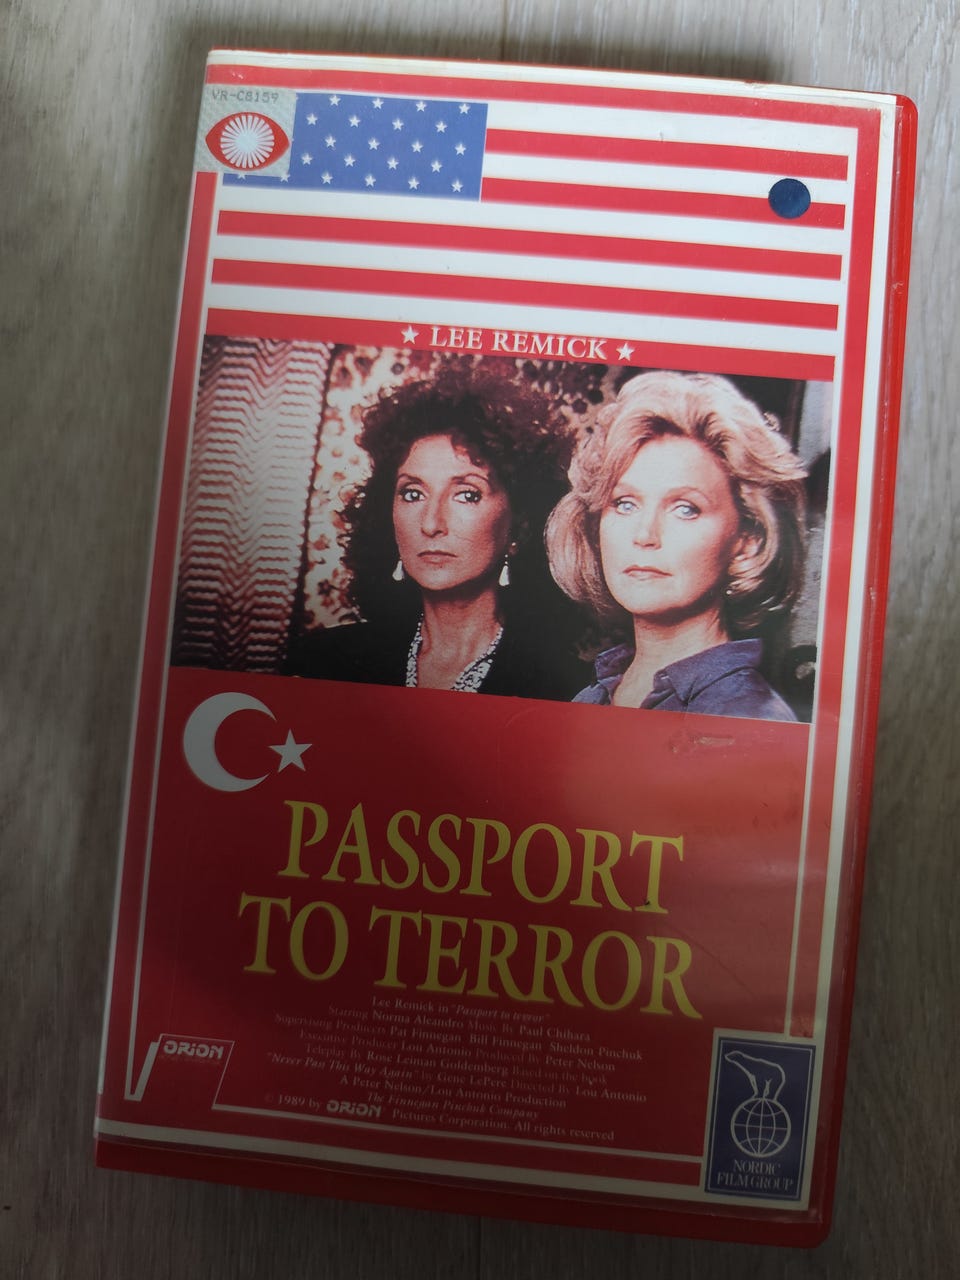 VR-C8159
★ LEE REMICK ★
PASSPORT
TO TERROR
Lee Remick in "Passport to terror"
Starring Norma Aleandro Music By Paul Chihara
Supervising Producers Pat Finnegan Bill Finnegan Sheldon Pinchuk
Executive Producer Lou Antonio Produced By Peter Nelson
Teleplay By Rose Leiman Goldemberg Based on the book
"Never Pan This Way Again" by Gene LePere Directed By Lou Antonio
A Peter Nelson/Lou Antonio Production
The Finnegan Pinchuk Company
© 1989 by ORION Pictures Corporation. All rights reserved
ORION
NORDIC
FILM GROUP